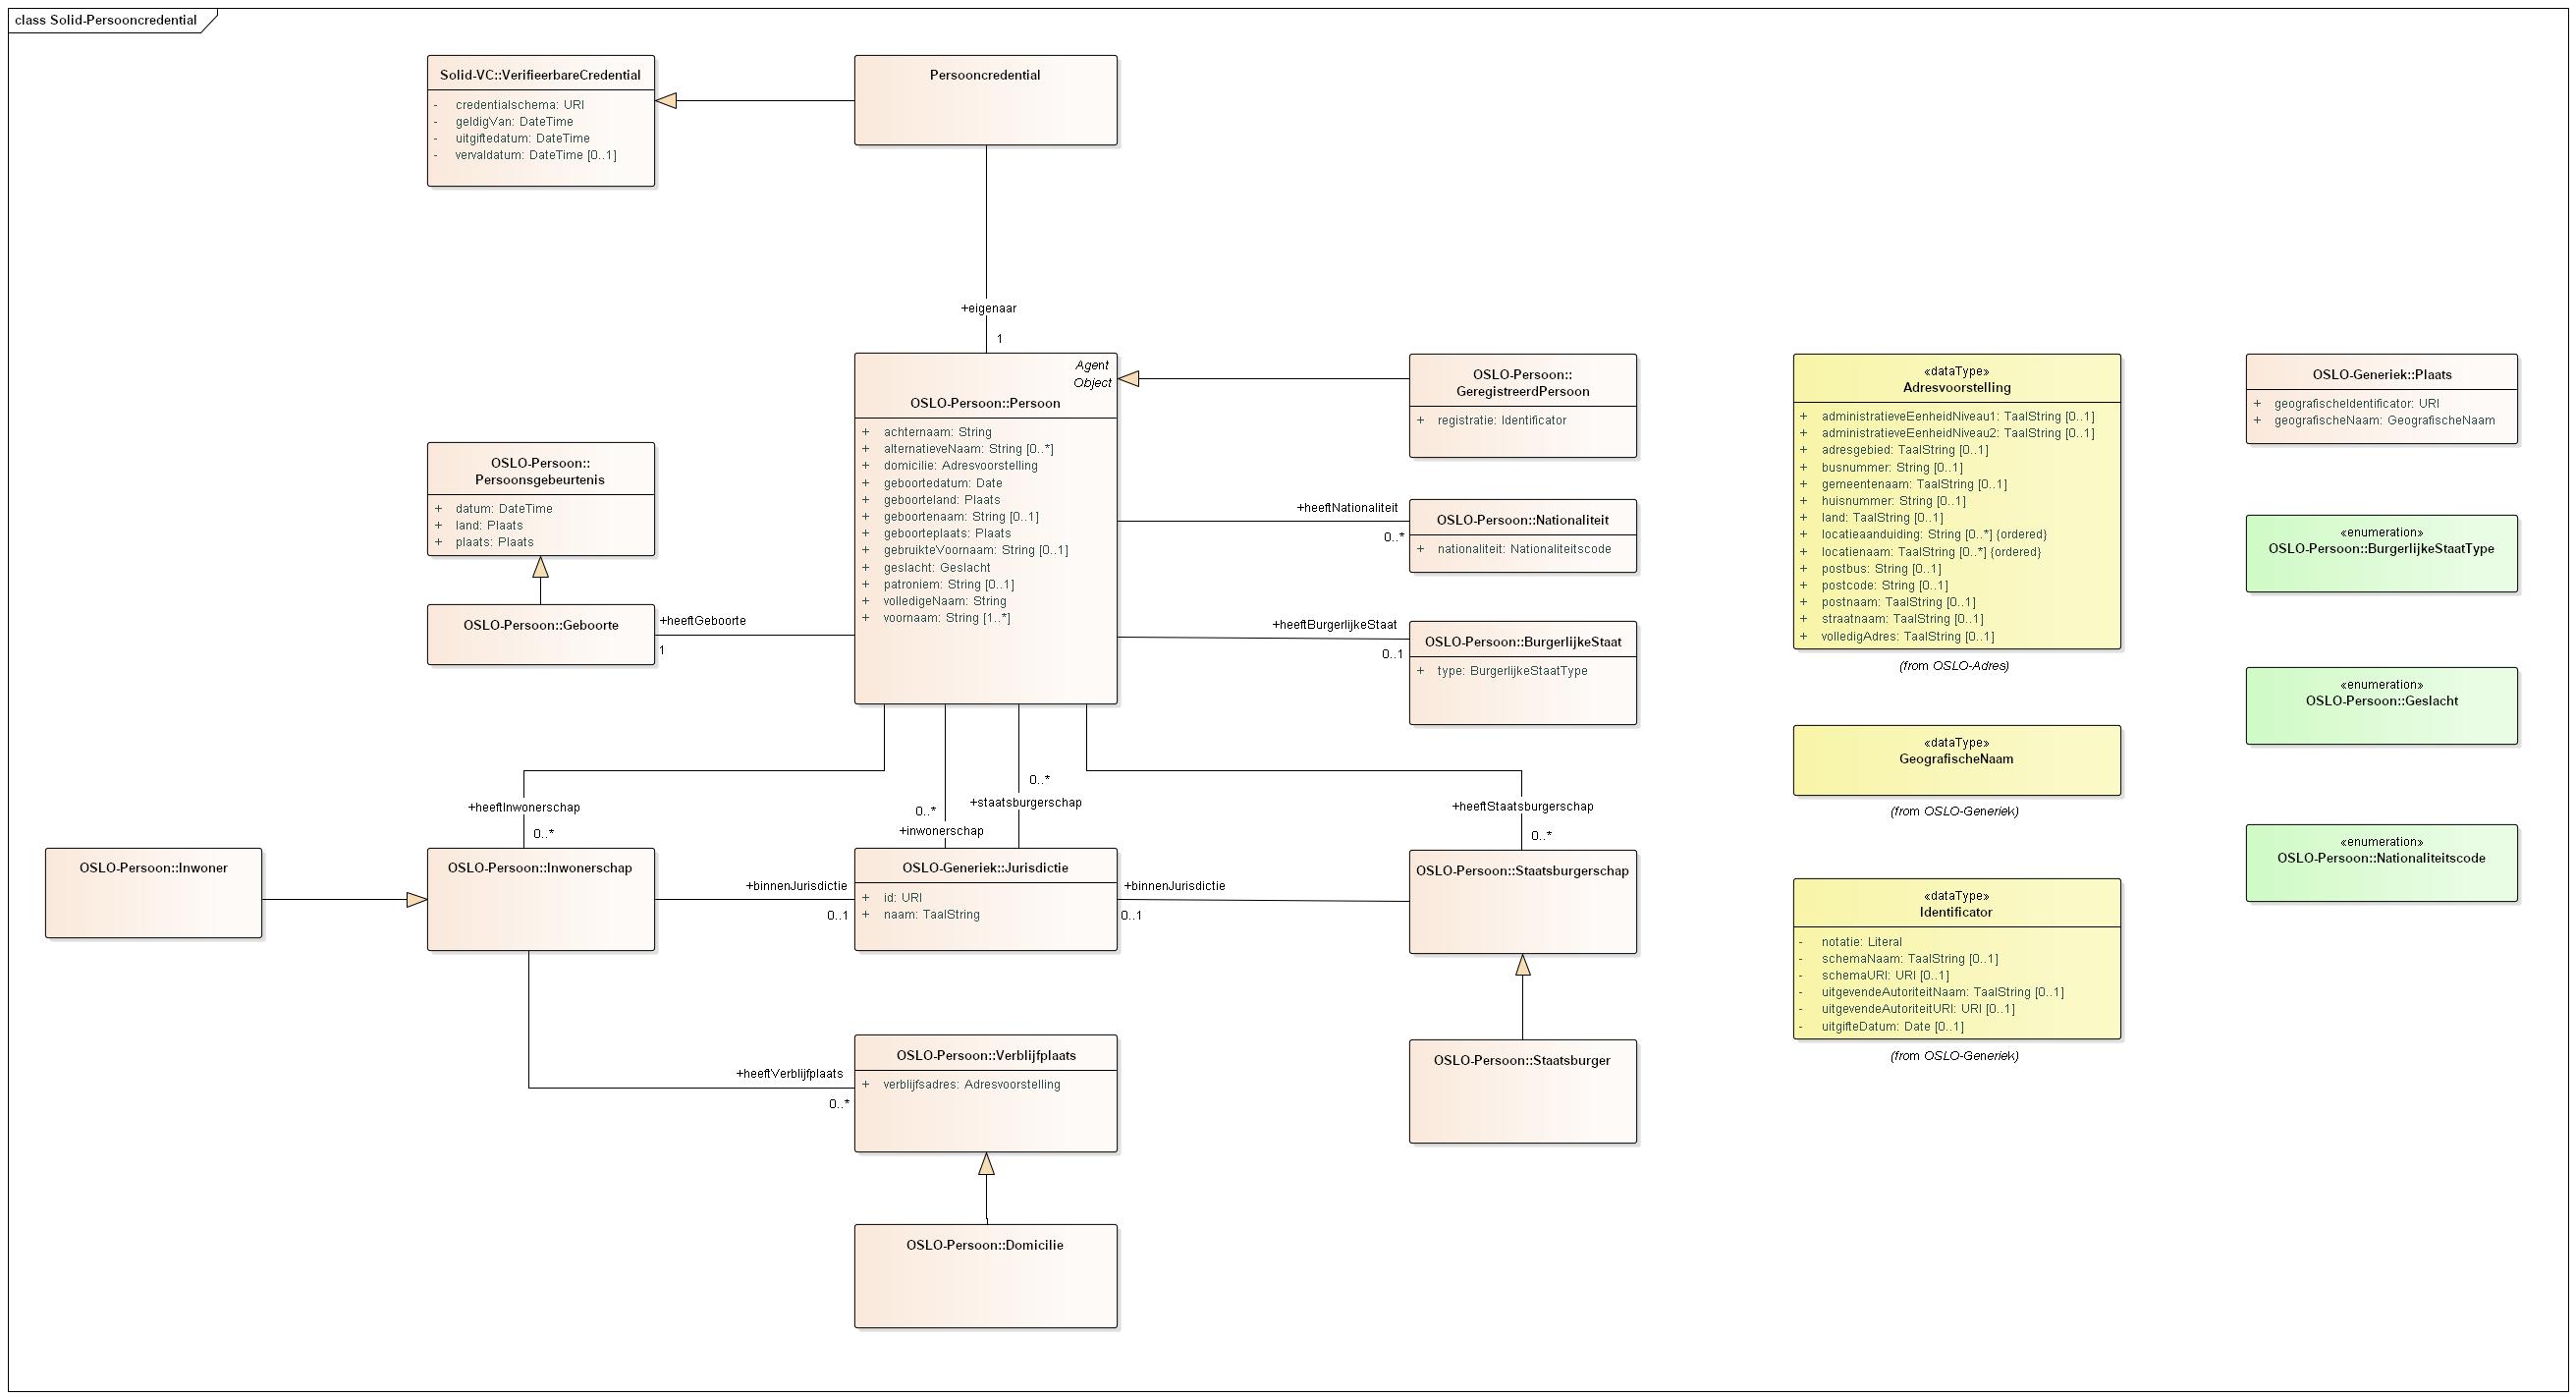 class Solid-Persooncredential
Solid-VC::VerifieerbareCredential
- credentialschema: URI
- geldigVan: DateTime
- uitgiftedatum: DateTime
- vervaldatum: DateTime [0..1]
Persooncredential
+eigenaar
1
Agent
Object
OSLO-Persoon::Persoon
+ achternaam: String
+ alternatieveNaam: String [0..*]
+ domicilie: Adresvoorstelling
+ geboortedatum: Date
+ geboorteland: Plaats
+ geboortenaam: String [0..1]
+ geboorteplaats: Plaats
+ gebruikteVoornaam: String [0..1]
+ geslacht: Geslacht
+ patroniem: String [0..1]
+ volledigeNaam: String
+ voornaam: String [1..*]
OSLO-Persoon::
GeregistreerdPersoon
+ registratie: Identificator
+heeftNationaliteit
0..*
OSLO-Persoon::Nationaliteit
+ nationaliteit: Nationaliteitscode
+heeftBurgerlijkeStaat
0..1
OSLO-Persoon::BurgerlijkeStaat
+ type: BurgerlijkeStaatType
OSLO-Persoon::
Persoonsgebeurtenis
+ datum: DateTime
+ land: Plaats
+ plaats: Plaats
OSLO-Persoon::Geboorte
+heeftGeboorte
1
+heeftInwonerschap
0..*
0..*
+inwonerschap
0..*
+staatsburgerschap
+heeftStaatsburgerschap
0..*
OSLO-Persoon::Inwoner
OSLO-Persoon::Inwonerschap
+binnenJurisdictie
0..1
OSLO-Generiek::Jurisdictie
+ id: URI
+ naam: TaalString
+binnenJurisdictie
0..1
OSLO-Persoon::Staatsburgerschap
+heeftVerblijfplaats
0..*
OSLO-Persoon::Verblijfplaats
+ verblijfsadres: Adresvoorstelling
OSLO-Persoon::Staatsburger
OSLO-Persoon::Domicilie
«dataType»
Adresvoorstelling
+ administratieveEenheidNiveau1: TaalString [0..1]
+ administratieveEenheidNiveau2: TaalString [0..1]
+ adresgebied: TaalString [0..1]
+ busnummer: String [0..1]
+ gemeentenaam: TaalString [0..1]
+ huisnummer: String [0..1]
+ land: TaalString [0..1]
+ locatieaanduiding: String [0..*] {ordered}
+ locatienaam: TaalString [0..*] {ordered}
+ postbus: String [0..1]
+ postcode: String [0..1]
+ postnaam: TaalString [0..1]
+ straatnaam: TaalString [0..1]
+ volledigAdres: TaalString [0..1]
(from OSLO-Adres)
«dataType»
GeografischeNaam
(from OSLO-Generiek)
«dataType»
Identificator
- notatie: Literal
- schemaNaam: TaalString [0..1]
- schemaURI: URI [0..1]
- uitgevendeAutoriteitNaam: TaalString [0..1]
- uitgevendeAutoriteitURI: URI [0..1]
- uitgifteDatum: Date [0..1]
(from OSLO-Generiek)
OSLO-Generiek::Plaats
+ geografischeIdentificator: URI
+ geografischeNaam: GeografischeNaam
«enumeration»
OSLO-Persoon::BurgerlijkeStaatType
«enumeration»
OSLO-Persoon::Geslacht
«enumeration»
OSLO-Persoon::Nationaliteitscode